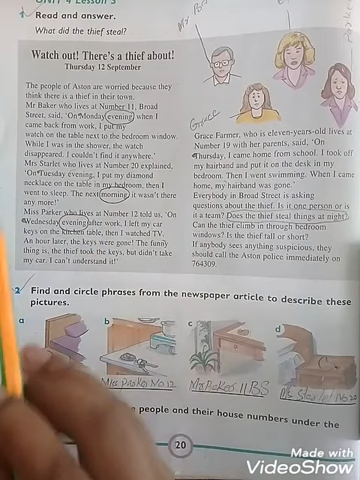 UNIT 4 Lesson 3
1 Read and answer.
What did the thief steal?
Mr BS
Grace
Watch out! There's a thief about!
Thursday 12 September
The people of Aston are worried because they
think there is a thief in their town.
Mr Baker who lives at Number 11, Broad
Street, said, 'On Monday evening when I
came back from work, I put my
watch on the table next to the bedroom window.
While I was in the shower, the watch
disappeared. I couldn't find it anywhere.'
Mrs Starlet who lives at Number 20 explained,
'On Tuesday evening, I put my diamond
necklace on the table in my bedroom, then I
went to sleep. The next morning, it wasn't there
any more!'
Miss Parker who lives at Number 12 told us, 'On
Wednesday evening after work, I left my car
keys on the kitchen table, then I watched TV.
An hour later, the keys were gone! The funny
thing is, the thief took the keys, but didn't take
my car. I can't understand it!'
Grace Farmer, who is eleven-years-old lives at
Number 19 with her parents, said, 'On
Thursday, I came home from school. I took off
my hairband and put it on the desk in my
bedroom. Then I went swimming. When I came
home, my hairband was gone.'
Everybody in Broad Street is asking
questions about the thief. Is it one person or is
it a team? Does the thief steal things at night?
Can the thief climb in through bedroom
windows? Is the thief tall or short?
If anybody sees anything suspicious, they
should call the Aston police immediately on
764309.
2 Find and circle phrases from the newspaper article to describe these
pictures.
a b c d
Miss Parker No 12
Mr Baker 11 BS
Ms Starlet No 20
people and their house numbers under the
20
Made with
VideoShow